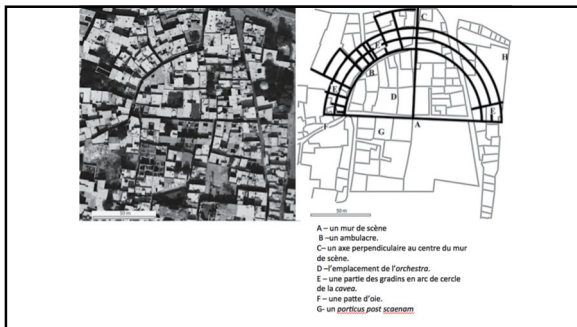 50 m
C
H
F
B
E
D
E
F
A
G
50 m
A – un mur de scène
B –un ambulacre.
C– un axe perpendiculaire au centre du mur
de scène.
D –l'emplacement de l'orchestra.
E – une partie des gradins en arc de cercle
de la cavea.
F – une patte d'oie.
G- un porticus post scaenam